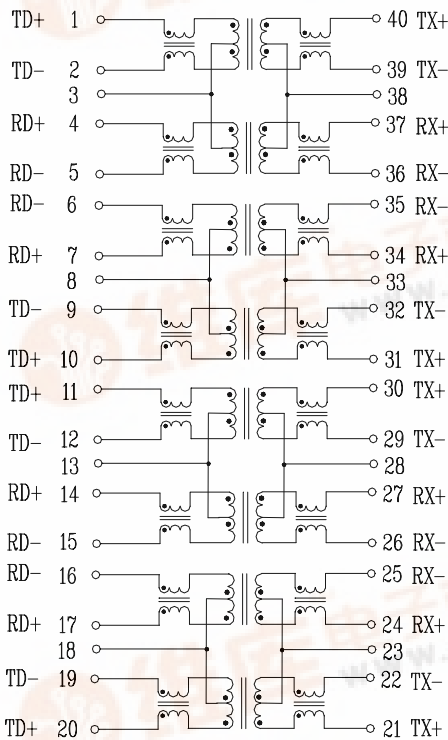 TD+ 1 40 TX+
TD- 2 39 TX-
3 38
RD+ 4 37 RX+
RD- 5 36 RX-
RD- 6 35 RX-
RD+ 7 34 RX+
8 33
TD- 9 32 TX-
TD+ 10 31 TX+
TD+ 11 30 TX+
TD- 12 29 TX-
13 28
RD+ 14 27 RX+
RD- 15 26 RX-
RD- 16 25 RX-
RD+ 17 24 RX+
18 23
TD- 19 22 TX-
TD+ 20 21 TX+